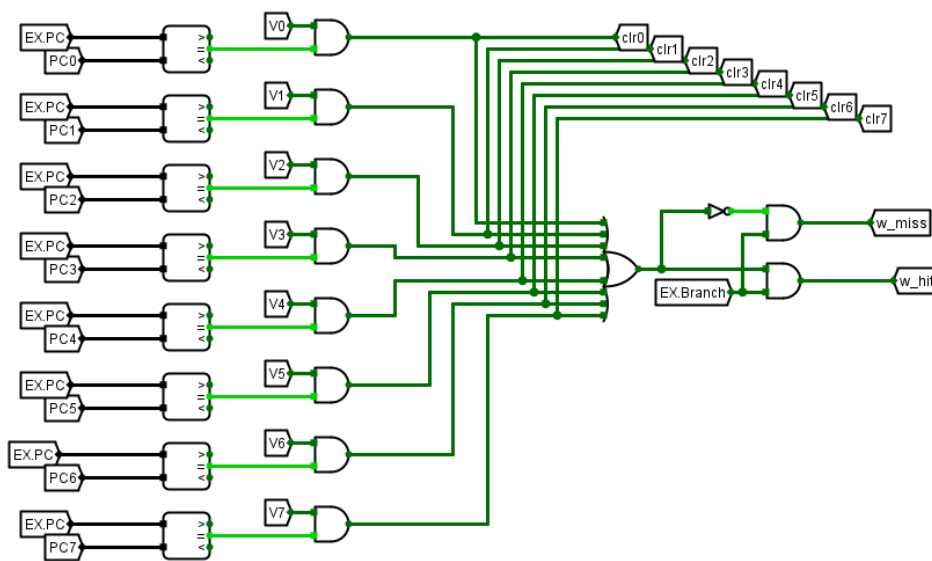 EX.PC
PC0
>
=
<
V0
clr0
clr1
clr2
clr3
clr4
clr5
clr6
clr7
EX.PC
PC1
>
=
<
V1
EX.PC
PC2
>
=
<
V2
EX.PC
PC3
>
=
<
V3
w_miss
EX.Branch
w_hit
EX.PC
PC4
>
=
<
V4
EX.PC
PC5
>
=
<
V5
EX.PC
PC6
>
=
<
V6
EX.PC
PC7
>
=
<
V7